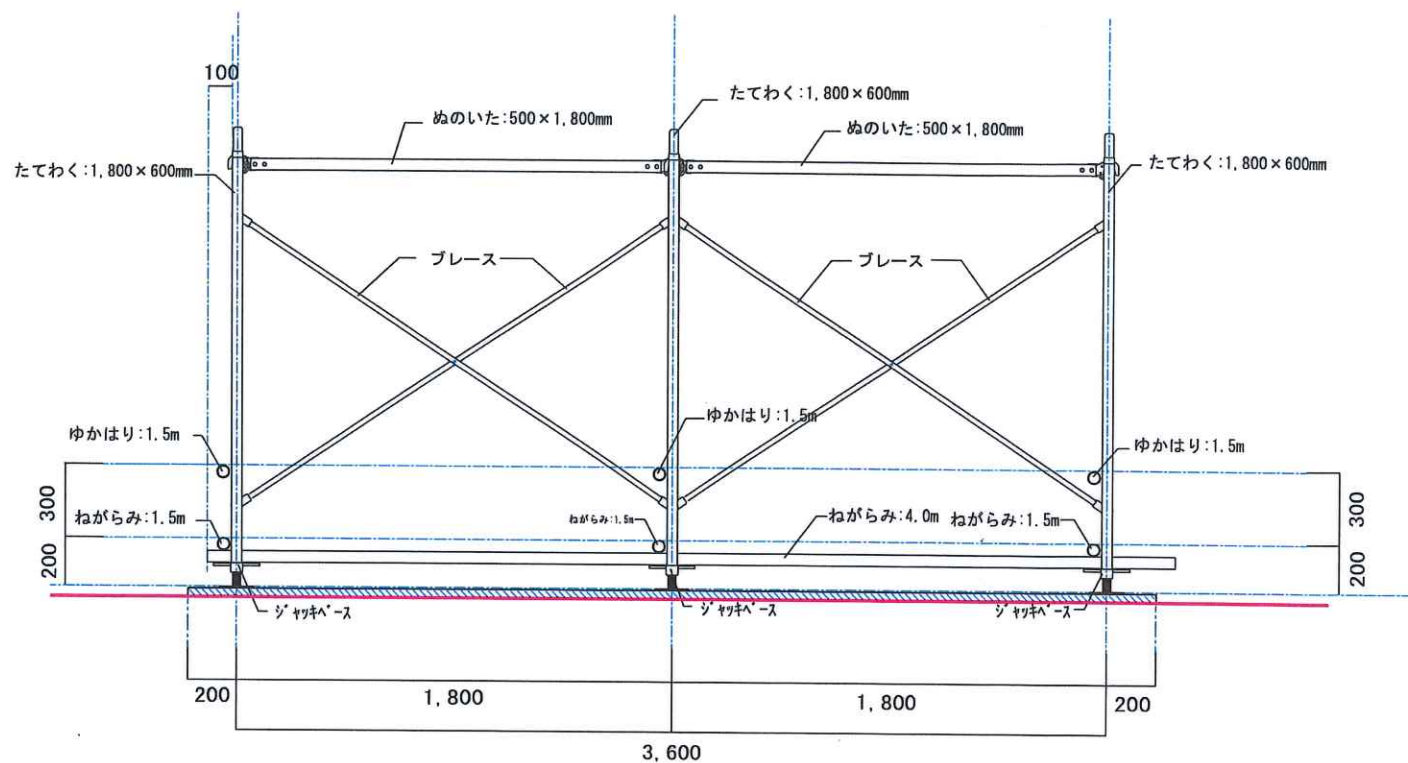 100
たてわく:1,800×600mm
ぬのいた:500×1,800mm
ぬのいた:500×1,800mm
たてわく:1,800×600mm
たてわく:1,800×600mm
ブレース
ブレース
ゆかはり:1.5m
ゆかはり:1.5m
ゆかはり:1.5m
300
300
ねがらみ:1.5m
ねがらみ:1.5m
ねがらみ:4.0m
ねがらみ:1.5m
200
200
ジャッキベース
ジャッキベース
ジャッキベース
200
1,800
1,800
200
3,600